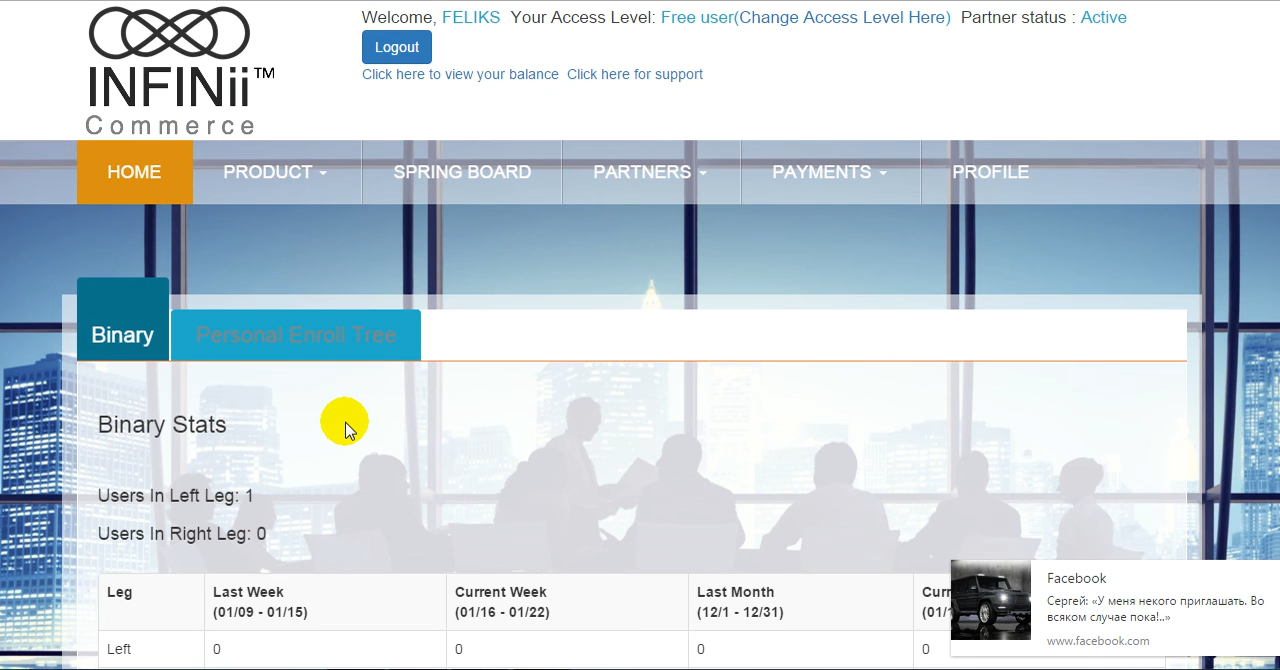 Welcome, FELIKS Your Access Level: Free user(Change Access Level Here) Partner status : Active
Logout
Click here to view your balance Click here for support
INFINii™
Commerce
HOME PRODUCT SPRING BOARD PARTNERS PAYMENTS PROFILE
Binary Personal Enroll Tree
Binary Stats
Users In Left Leg: 1
Users In Right Leg: 0
Leg Last Week Current Week Last Month
(01/09 - 01/15) (01/16 - 01/22) (12/1 - 12/31)
Left 0 0 0 0
Facebook
Сергей: «У меня некого приглашать. Во
всяком случае пока!..»
www.facebook.com